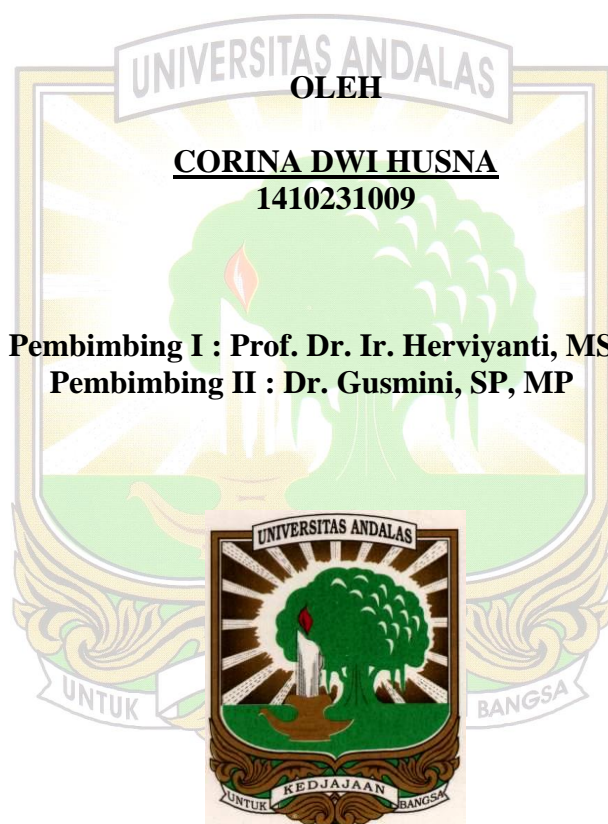 UNIVERSITAS ANDALAS
OLEH
CORINA DWI HUSNA
1410231009
Pembimbing I : Prof. Dr. Ir. Herviyanti, MS
Pembimbing II : Dr. Gusmini, SP, MP
UNIVERSITAS ANDALAS
UNTUK KEDJAJAAN BANGSA
UNTUK BANGSA